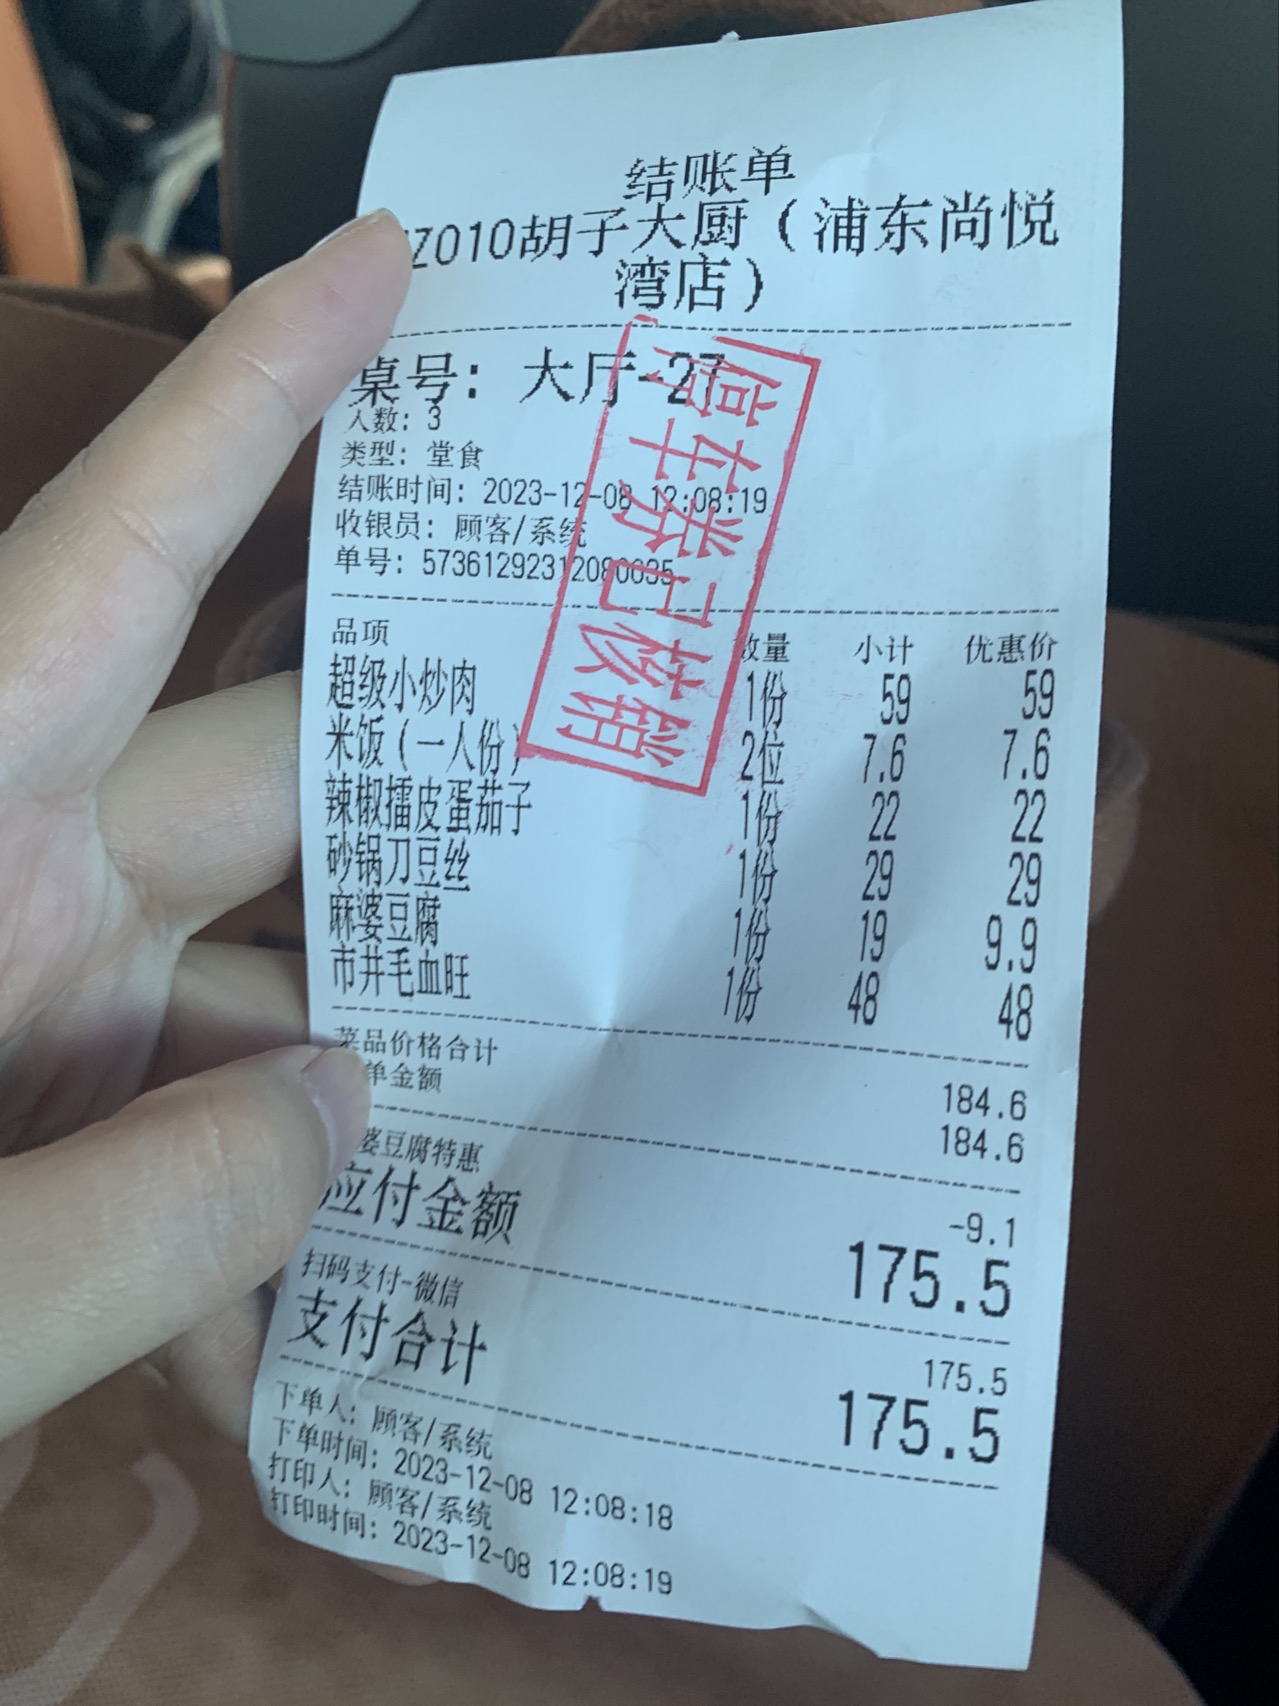 结账单
Z010胡子大厨（浦东尚悦
湾店）
桌号：大厅-27
人数：3
类型：堂食
结账时间：2023-12-08 12:08:19
收银员：顾客/系统
单号：57361292312080035
停车券已核销
品项 数量 小计 优惠价
超级小炒肉 1份 59 59
米饭（一人份） 2位 7.6 7.6
辣椒擂皮蛋茄子 1份 22 22
砂锅刀豆丝 1份 29 29
麻婆豆腐 1份 19 9.9
市井毛血旺 1份 48 48
菜品价格合计 184.6
单金额 184.6
婆豆腐特惠 -9.1
应付金额 175.5
扫码支付-微信 175.5
支付合计 175.5
下单人：顾客/系统
下单时间：2023-12-08 12:08:18
打印人：顾客/系统
打印时间：2023-12-08 12:08:19